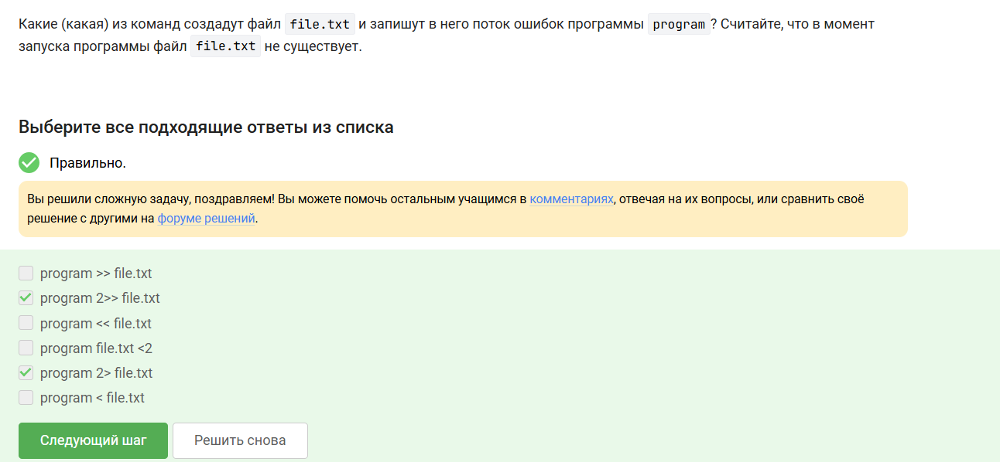 Какие (какая) из команд создадут файл file.txt и запишут в него поток ошибок программы program? Считайте, что в момент
запуска программы файл file.txt не существует.
Выберите все подходящие ответы из списка
Правильно.
Вы решили сложную задачу, поздравляем! Вы можете помочь остальным учащимся в комментариях, отвечая на их вопросы, или сравнить своё
решение с другими на форуме решений.
program >> file.txt
program 2>> file.txt
program << file.txt
program file.txt <2
program 2> file.txt
program < file.txt
Следующий шаг Решить снова